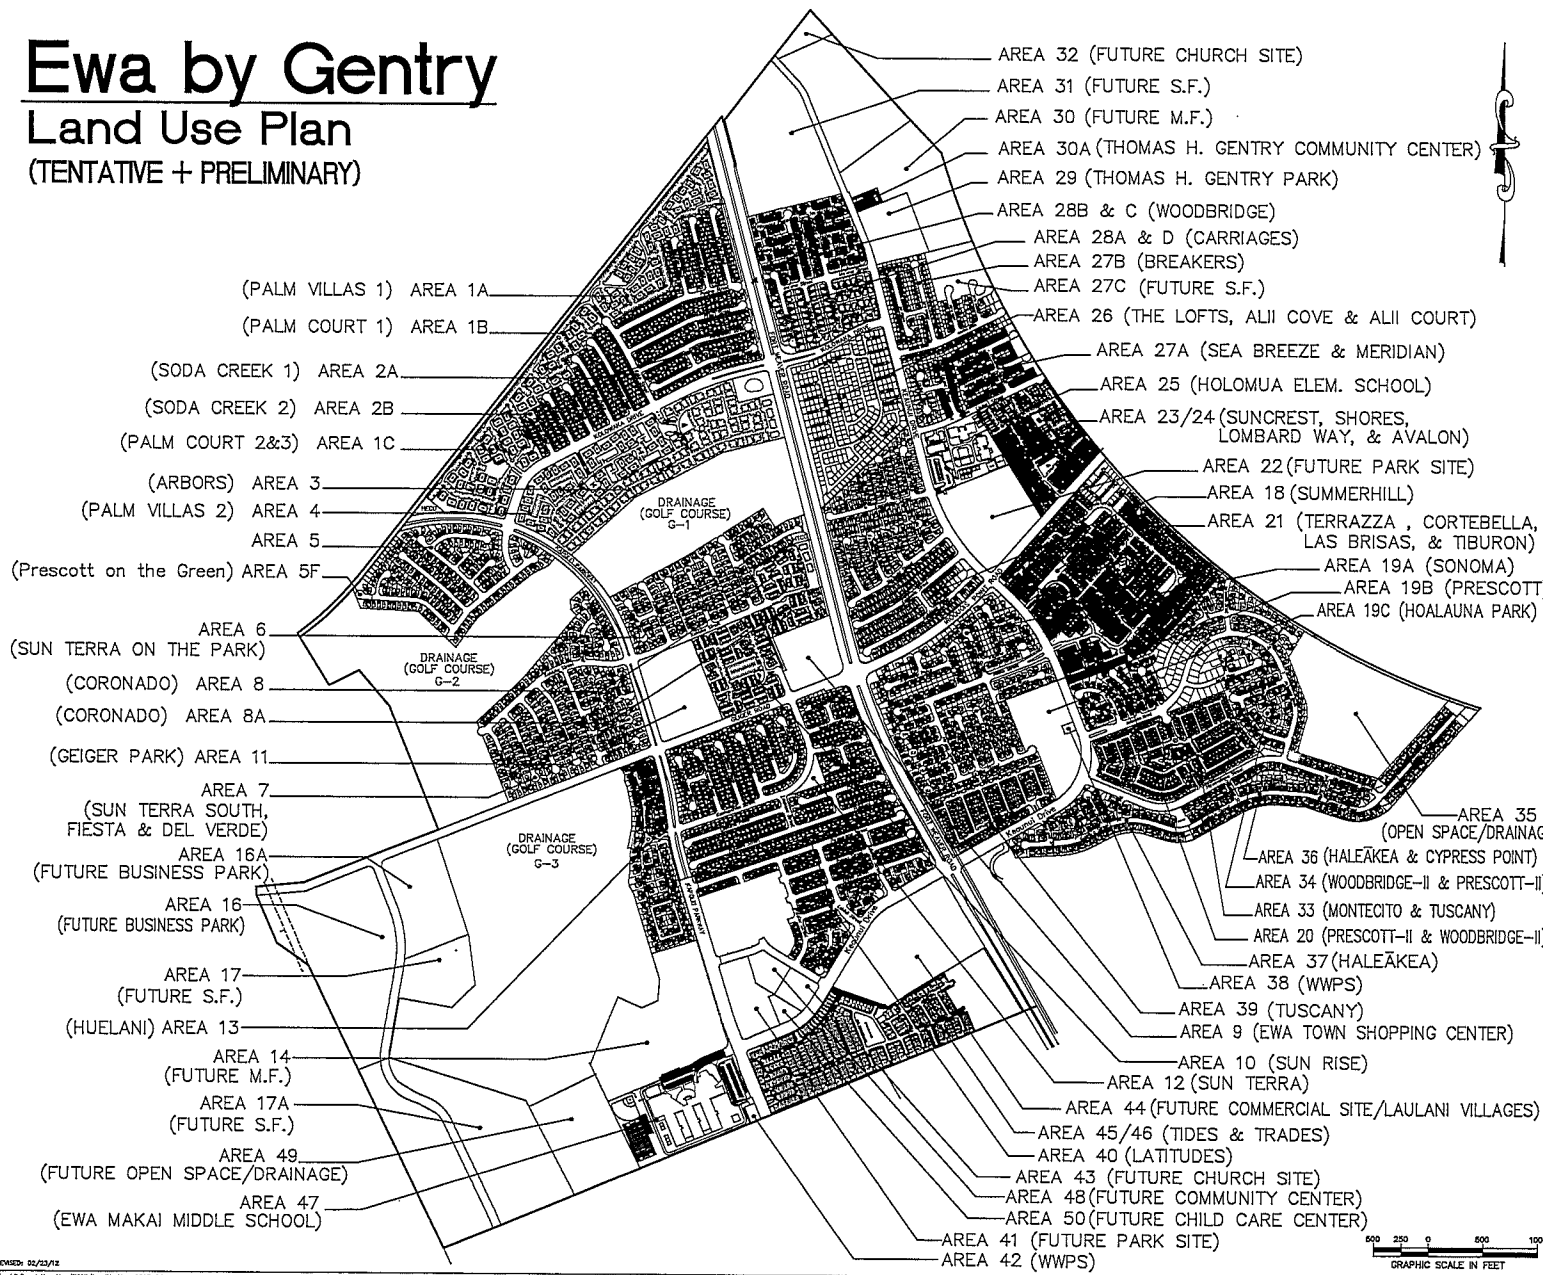 Ewa by Gentry
Land Use Plan
(TENTATIVE + PRELIMINARY)
AREA 32 (FUTURE CHURCH SITE)
AREA 31 (FUTURE S.F.)
AREA 30 (FUTURE M.F.)
AREA 30A (THOMAS H. GENTRY COMMUNITY CENTER)
AREA 29 (THOMAS H. GENTRY PARK)
AREA 28B & C (WOODBRIDGE)
AREA 28A & D (CARRIAGES)
AREA 27B (BREAKERS)
AREA 27C (FUTURE S.F.)
AREA 26 (THE LOFTS, ALII COVE & ALII COURT)
AREA 27A (SEA BREEZE & MERIDIAN)
AREA 25 (HOLOMUA ELEM. SCHOOL)
AREA 23/24 (SUNCREST, SHORES,
LOMBARD WAY, & AVALON)
AREA 22 (FUTURE PARK SITE)
AREA 18 (SUMMERHILL)
AREA 21 (TERRAZZA , CORTEBELLA,
LAS BRISAS, & TIBURON)
AREA 19A (SONOMA)
AREA 19B (PRESCOTT
AREA 19C (HOALAUNA PARK)
(PALM VILLAS 1) AREA 1A
(PALM COURT 1) AREA 1B
(SODA CREEK 1) AREA 2A
(SODA CREEK 2) AREA 2B
(PALM COURT 2&3) AREA 1C
(ARBORS) AREA 3
(PALM VILLAS 2) AREA 4
AREA 5
(Prescott on the Green) AREA 5F
AREA 6
(SUN TERRA ON THE PARK)
(CORONADO) AREA 8
(CORONADO) AREA 8A
(GEIGER PARK) AREA 11
AREA 7
(SUN TERRA SOUTH,
FIESTA & DEL VERDE)
AREA 16A
(FUTURE BUSINESS PARK)
AREA 16
(FUTURE BUSINESS PARK)
AREA 17
(FUTURE S.F.)
(HUELANI) AREA 13
AREA 14
(FUTURE M.F.)
AREA 17A
(FUTURE S.F.)
AREA 49
(FUTURE OPEN SPACE/DRAINAGE)
AREA 47
(EWA MAKAI MIDDLE SCHOOL)
DRAINAGE
(GOLF COURSE)
G-1
DRAINAGE
(GOLF COURSE)
G-2
DRAINAGE
(GOLF COURSE)
G-3
KAPOLEI PARKWAY
Keaunui Drive
Keaunui Drive
AREA 35
(OPEN SPACE/DRAINAG
AREA 36 (HALEĀKEA & CYPRESS POINT)
AREA 34 (WOODBRIDGE-II & PRESCOTT-II)
AREA 33 (MONTECITO & TUSCANY)
AREA 20 (PRESCOTT-II & WOODBRIDGE-II)
AREA 37 (HALEĀKEA)
AREA 38 (WWPS)
AREA 39 (TUSCANY)
AREA 9 (EWA TOWN SHOPPING CENTER)
AREA 10 (SUN RISE)
AREA 12 (SUN TERRA)
AREA 44 (FUTURE COMMERCIAL SITE/LAULANI VILLAGES)
AREA 45/46 (TIDES & TRADES)
AREA 40 (LATITUDES)
AREA 43 (FUTURE CHURCH SITE)
AREA 48 (FUTURE COMMUNITY CENTER)
AREA 50 (FUTURE CHILD CARE CENTER)
AREA 41 (FUTURE PARK SITE)
AREA 42 (WWPS)
500 250 0 500 100
GRAPHIC SCALE IN FEET
02/23/12